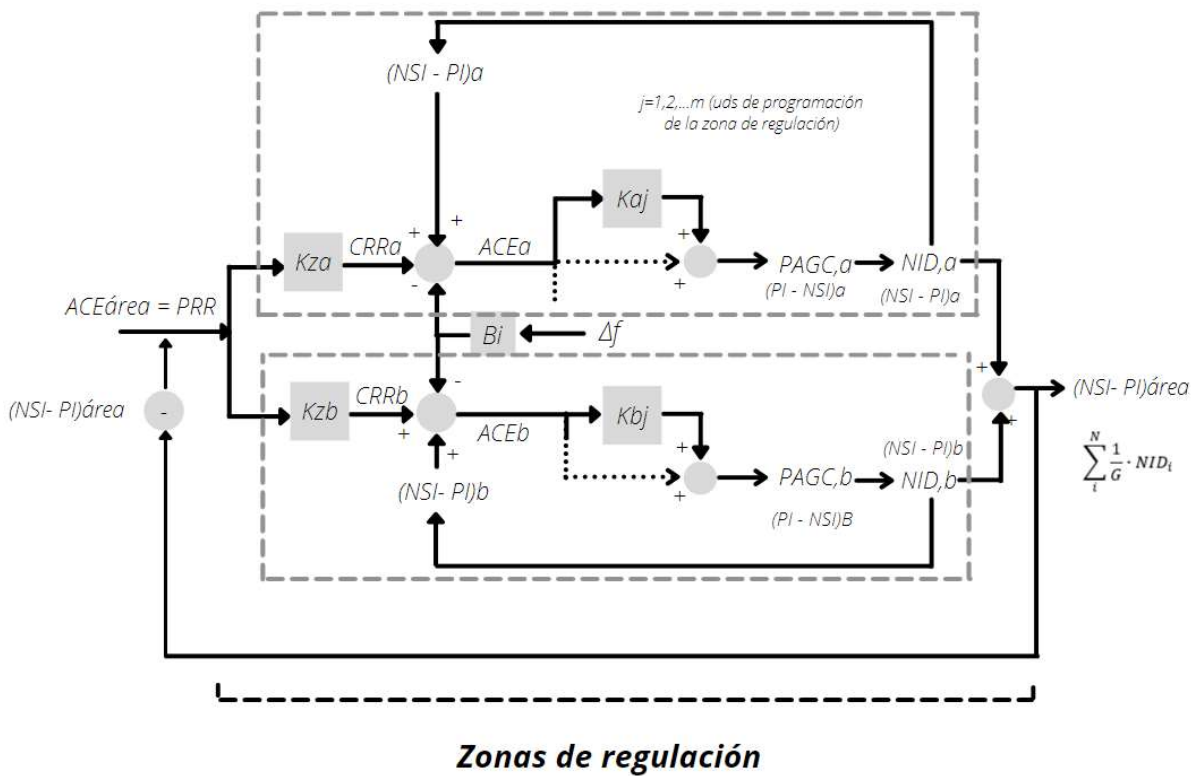 (NSI - PI)a
j=1,2,...m (uds de programación
de la zona de regulación)
Kaj
+
+
+
Kza
CRRa
ACEa
-
+
PAGC,a
NID,a
(PI - NSI)a
(NSI - PI)a
ACEárea = PRR
Bi
Δf
+
-
(NSI- PI)área
-
Kzb
CRRb
+
ACEb
Kbj
(NSI - PI)área
+
+
+
(NSI - PI)b
(NSI- PI)b
+
PAGC,b
NID,b
∑ᵢᴺ 1/G · NIDᵢ
(PI - NSI)B
Zonas de regulación